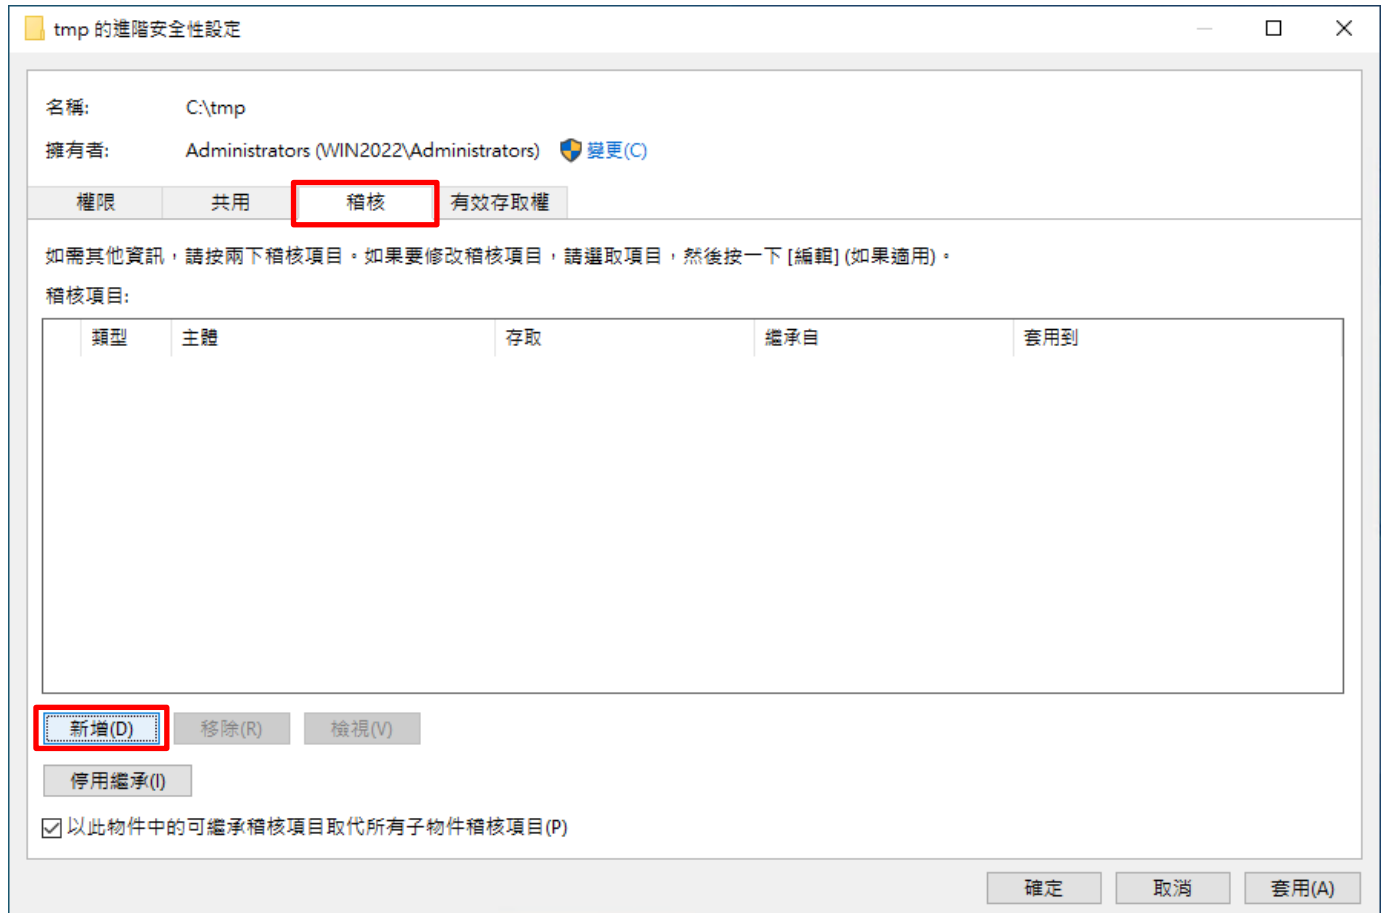 tmp 的進階安全性設定
名稱: C:\tmp
擁有者: Administrators (WIN2022\Administrators) 變更(C)
權限 共用 稽核 有效存取權
如需其他資訊，請按兩下稽核項目。如果要修改稽核項目，請選取項目，然後按一下 [編輯] (如果適用)。
稽核項目:
類型 主體 存取 繼承自 套用到
新增(D) 移除(R) 檢視(V)
停用繼承(I)
以此物件中的可繼承稽核項目取代所有子物件稽核項目(P)
確定 取消 套用(A)